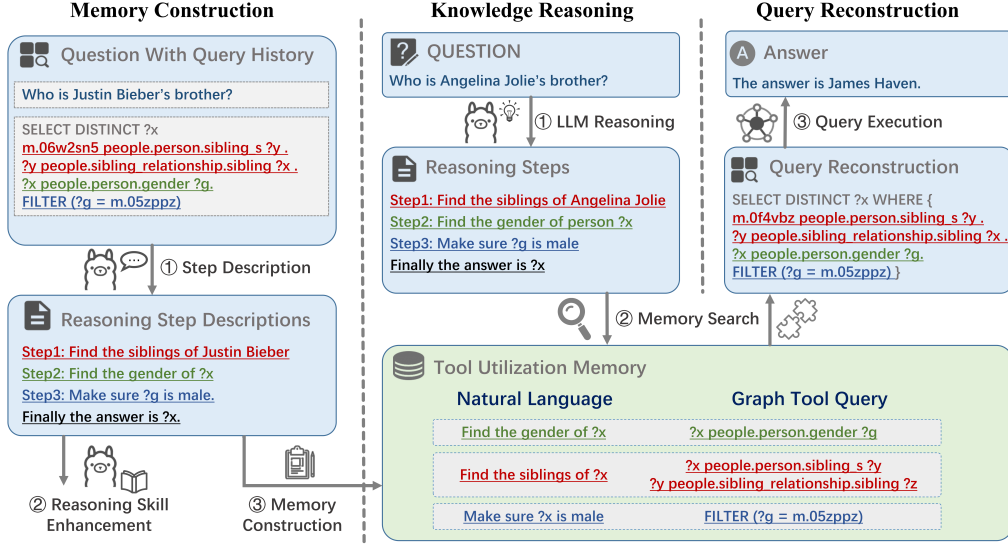 Memory Construction
Question With Query History
Who is Justin Bieber's brother?
SELECT DISTINCT ?x
m.06w2sn5 people.person.sibling_s ?y .
?y people.sibling_relationship.sibling ?x .
?x people.person.gender ?g.
FILTER (?g = m.05zppz)
① Step Description
Reasoning Step Descriptions
Step1: Find the siblings of Justin Bieber
Step2: Find the gender of ?x
Step3: Make sure ?g is male.
Finally the answer is ?x.
② Reasoning Skill
Enhancement
③ Memory
Construction
Knowledge Reasoning
QUESTION
Who is Angelina Jolie's brother?
① LLM Reasoning
Reasoning Steps
Step1: Find the siblings of Angelina Jolie
Step2: Find the gender of person ?x
Step3: Make sure ?g is male
Finally the answer is ?x
② Memory Search
Query Reconstruction
A Answer
The answer is James Haven.
③ Query Execution
Query Reconstruction
SELECT DISTINCT ?x WHERE {
m.0f4vbz people.person.sibling_s ?y .
?y people.sibling_relationship.sibling ?x .
?x people.person.gender ?g.
FILTER (?g = m.05zppz) }
Tool Utilization Memory
Natural Language Graph Tool Query
Find the gender of ?x ?x people.person.gender ?g
Find the siblings of ?x ?x people.person.sibling_s ?y
?y people.sibling_relationship.sibling ?z
Make sure ?x is male FILTER (?g = m.05zppz)